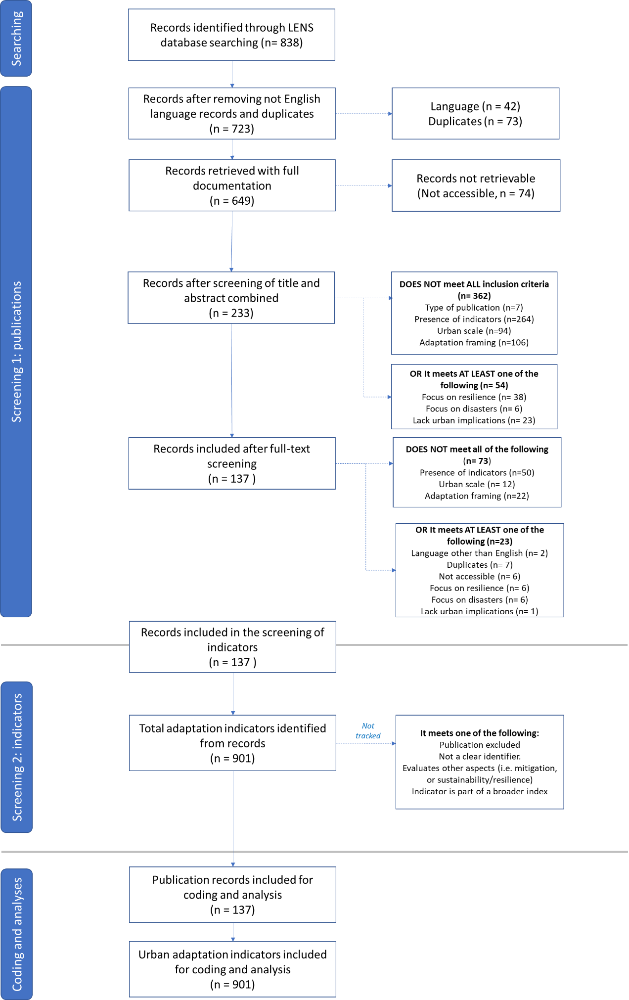 Searching
Records identified through LENS
database searching (n= 838)
Screening 1: publications
Records after removing not English
language records and duplicates
(n = 723)
Language (n = 42)
Duplicates (n = 73)
Records retrieved with full
documentation
(n = 649)
Records not retrievable
(Not accessible, n = 74)
Records after screening of title and
abstract combined
(n = 233)
DOES NOT meet ALL inclusion criteria
(n= 362)
Type of publication (n=7)
Presence of indicators (n=264)
Urban scale (n=94)
Adaptation framing (n=106)
OR It meets AT LEAST one of the
following (n= 54)
Focus on resilience (n= 38)
Focus on disasters (n= 6)
Lack urban implications (n= 23)
Records included after full-text
screening
(n = 137 )
DOES NOT meet all of the following
(n= 73)
Presence of indicators (n=50)
Urban scale (n= 12)
Adaptation framing (n=22)
OR It meets AT LEAST one of the
following (n=23)
Language other than English (n= 2)
Duplicates (n= 7)
Not accessible (n= 6)
Focus on resilience (n= 6)
Focus on disasters (n= 6)
Lack urban implications (n= 1)
Records included in the screening of
indicators
(n = 137 )
Screening 2: indicators
Total adaptation indicators identified
from records
(n = 901)
Not
tracked
It meets one of the following:
Publication excluded
Not a clear identifier.
Evaluates other aspects (i.e. mitigation,
or sustainability/resilience)
Indicator is part of a broader index
Coding and analyses
Publication records included for
coding and analysis
(n = 137)
Urban adaptation indicators included
for coding and analysis
(n = 901)